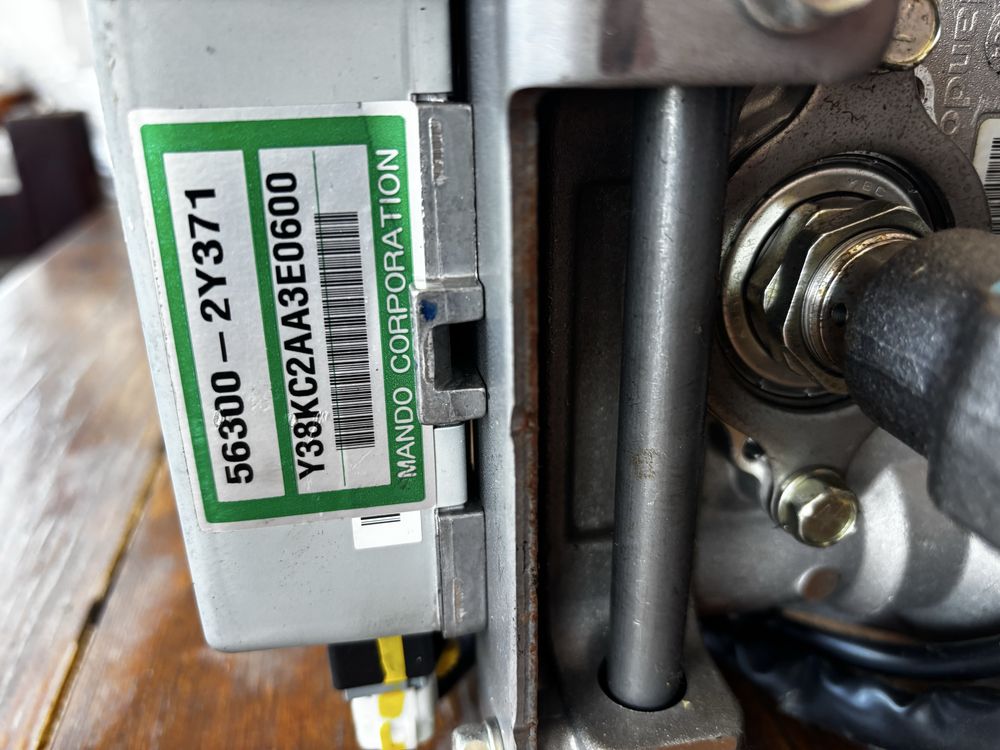 56300-2Y371
Y38KC2AA3E0600
MANDO CORPORATION